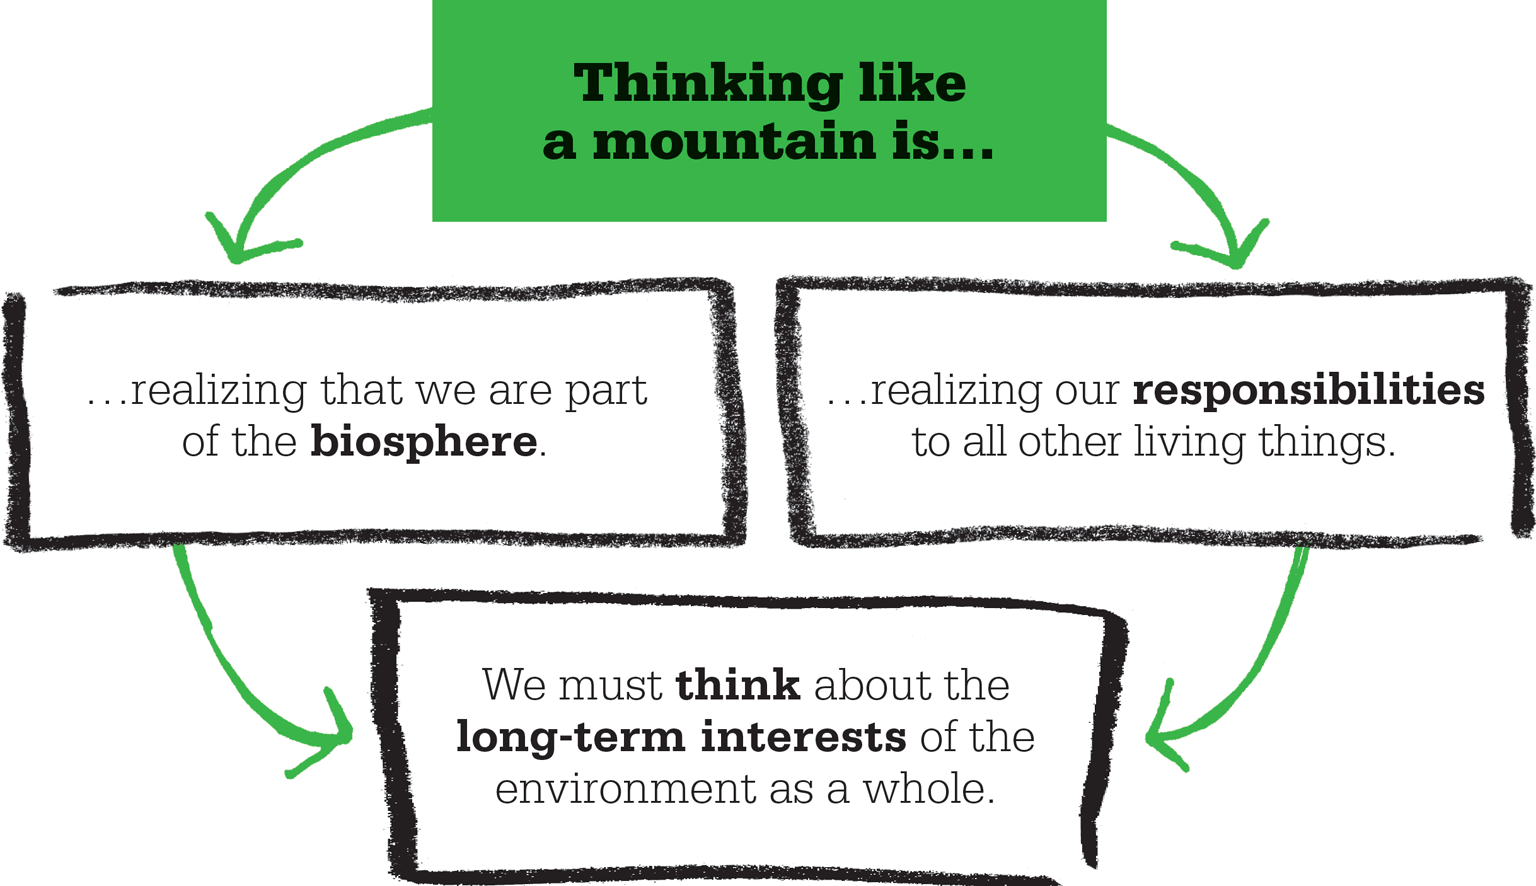 Thinking like
a mountain is...
...realizing that we are part
of the biosphere.
...realizing our responsibilities
to all other living things.
We must think about the
long-term interests of the
environment as a whole.